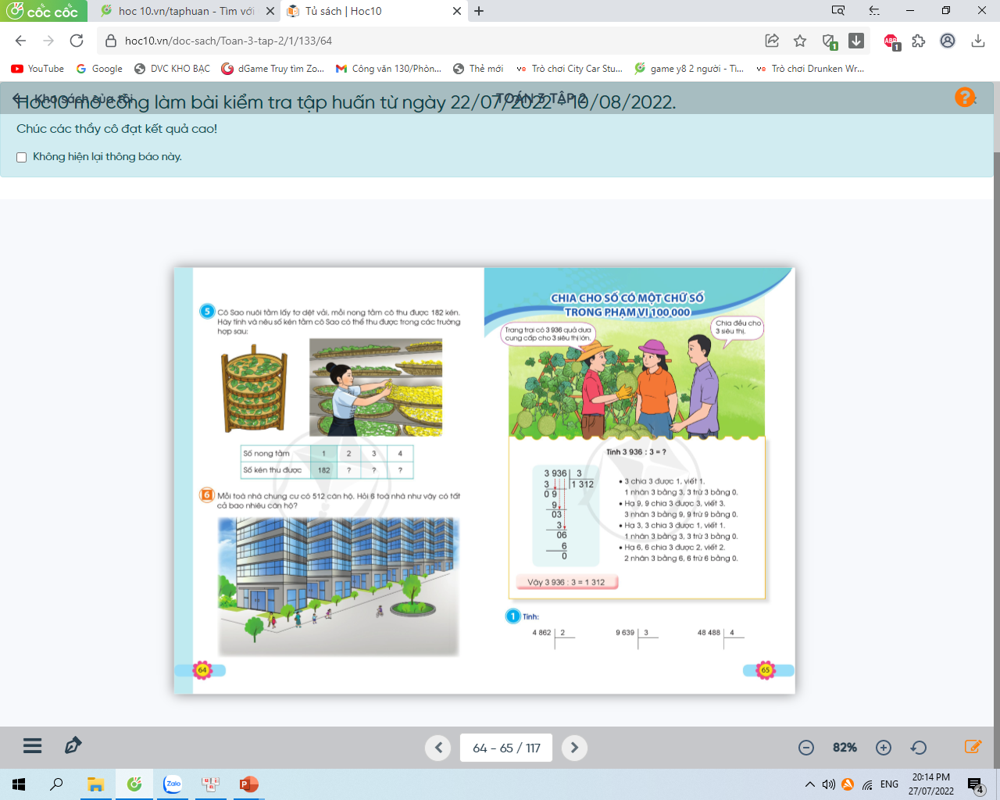 cốc cốc
hoc 10.vn/taphuan - Tìm với
Tủ sách | Hoc10
hoc10.vn/doc-sach/Toan-3-tap-2/1/133/64
YouTube
Google
DVC KHO BẠC
dGame Truy tìm Zo...
Công văn 130/Phòn...
Thẻ mới
Trò chơi City Car Stu...
game y8 2 người - Tì...
Trò chơi Drunken Wr...
Kho sách của tôi
TOÁN 3 TẬP 2
Hoc10 mở cổng làm bài kiểm tra tập huấn từ ngày 22/07/2022 - 10/08/2022.
Chúc các thầy cô đạt kết quả cao!
Không hiện lại thông báo này.
5 Cô Sao nuôi tằm lấy tơ dệt vải, mỗi nong tằm cô thu được 182 kén.
Hãy tính và nêu số kén tằm cô Sao có thể thu được trong các trường
hợp sau:
Số nong tằm 1 2 3 4
Số kén thu được 182 ? ? ?
6 Mỗi toà nhà chung cư có 512 căn hộ. Hỏi 6 toà nhà như vậy có tất
cả bao nhiêu căn hộ?
64
CHIA CHO SỐ CÓ MỘT CHỮ SỐ
TRONG PHẠM VI 100 000
Trang trại có 3 936 quả dưa
cung cấp cho 3 siêu thị lớn.
Chia đều cho
3 siêu thị.
Tính 3 936 : 3 = ?
3 936 3
3 1 312
0 9
9
03
3
06
6
0
• 3 chia 3 được 1, viết 1.
1 nhân 3 bằng 3, 3 trừ 3 bằng 0.
• Hạ 9, 9 chia 3 được 3, viết 3.
3 nhân 3 bằng 9, 9 trừ 9 bằng 0.
• Hạ 3, 3 chia 3 được 1, viết 1.
1 nhân 3 bằng 3, 3 trừ 3 bằng 0.
• Hạ 6, 6 chia 3 được 2, viết 2.
2 nhân 3 bằng 6, 6 trừ 6 bằng 0.
Vậy 3 936 : 3 = 1 312
1 Tính:
4 862 2
9 639 3
48 488 4
65
64 - 65 / 117
82%
Zalo
ENG
20:14 PM
27/07/2022
4